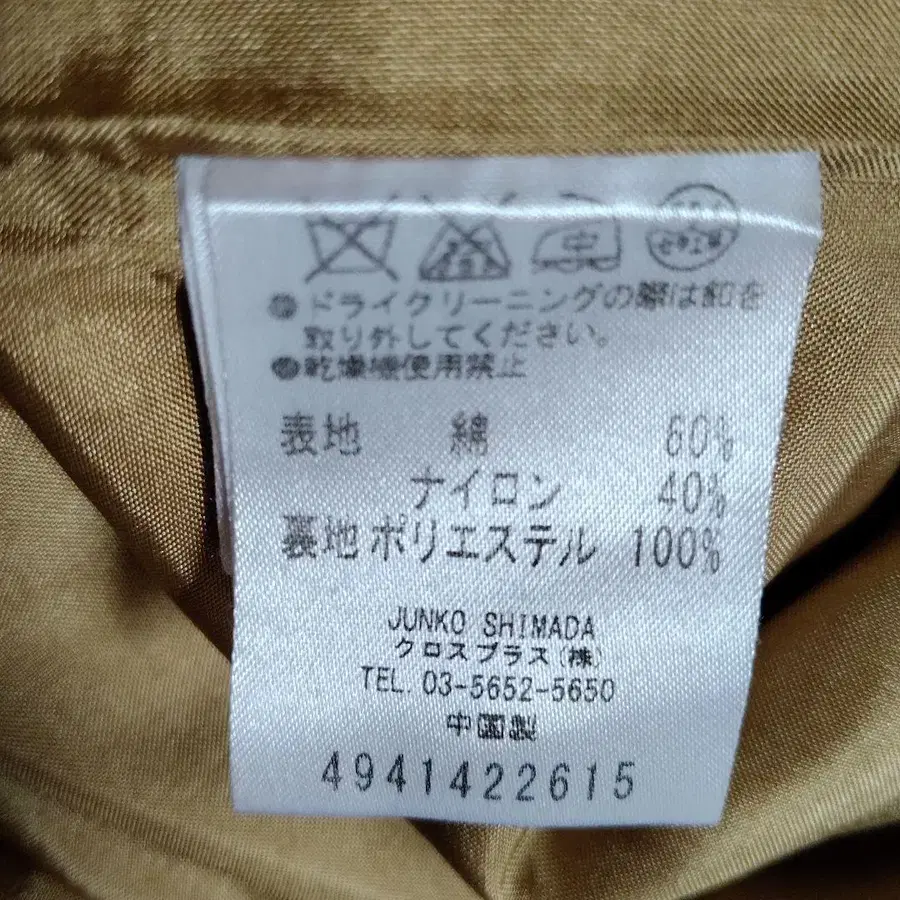 中
ドライクリーニングの際は釦を
取り外してください。
乾燥機使用禁止
表地 綿 60%
ナイロン 40%
裏地 ポリエステル 100%
JUNKO SHIMADA
クロスプラス(株)
TEL. 03-5652-5650
中国製
4941422615